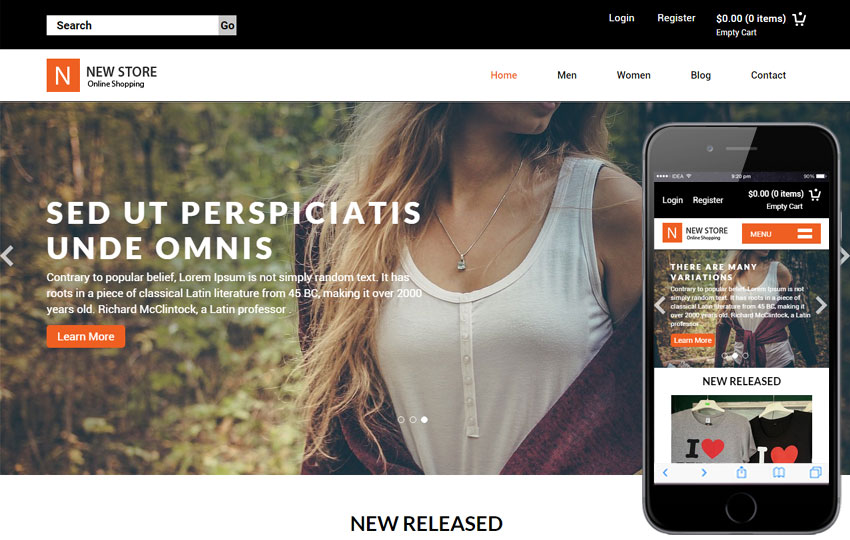 Search
Go
Login
Register
$0.00 (0 items)
Empty Cart
N
NEW STORE
Online Shopping
Home
Men
Women
Blog
Contact
SED UT PERSPICIATIS
UNDE OMNIS
Contrary to popular belief, Lorem Ipsum is not simply random text. It has
roots in a piece of classical Latin literature from 45 BC, making it over 2000
years old. Richard McClintock, a Latin professor .
Learn More
NEW RELEASED
IDEA
9:20 pm
90%
Login
Register
$0.00 (0 items)
Empty Cart
N
NEW STORE
Online Shopping
MENU
THERE ARE MANY
VARIATIONS
Contrary to popular belief, Lorem Ipsum is not
simply random text. It has roots in a piece of
classical Latin literature from 45 BC, making it
over 2000 years old. Richard McClintock, a Latin
professor .
Learn More
NEW RELEASED
I
I